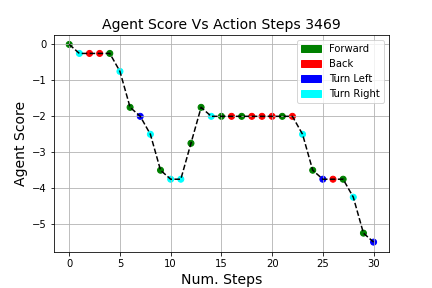 Agent Score Vs Action Steps 3469
0
−1
−2
−3
−4
−5
Agent Score
Forward
Back
Turn Left
Turn Right
0 5 10 15 20 25 30
Num. Steps